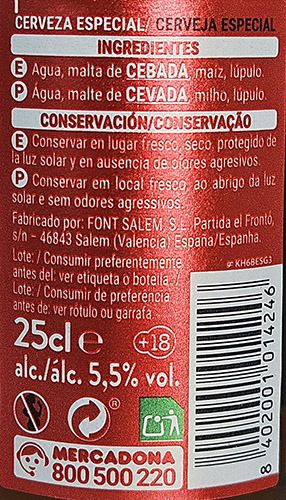 CERVEZA ESPECIAL / CERVEJA ESPECIAL
INGREDIENTES
E Agua, malta de CEBADA, maíz, lúpulo.
P Água, malta de CEVADA, milho, lúpulo.
CONSERVACIÓN/CONSERVAÇÃO
E Conservar en lugar fresco, seco, protegido de
la luz solar y en ausencia de olores agresivos.
P Conservar em local fresco, ao abrigo da luz
solar e sem odores agressivos.
Fabricado por: FONT SALEM, S.L. Partida el Frontó,
s/n - 46843 Salem (Valencia) España/Espanha.
Lote: / Consumir preferentemente
antes del: ver etiqueta o botella. /
Lote: / Consumir de preferência
antes de: ver rótulo ou garrafa.
KH6BESG3
25cl e +18
alc./álc. 5,5% vol.
®
MERCADONA
800 500 220
8 402001 014246